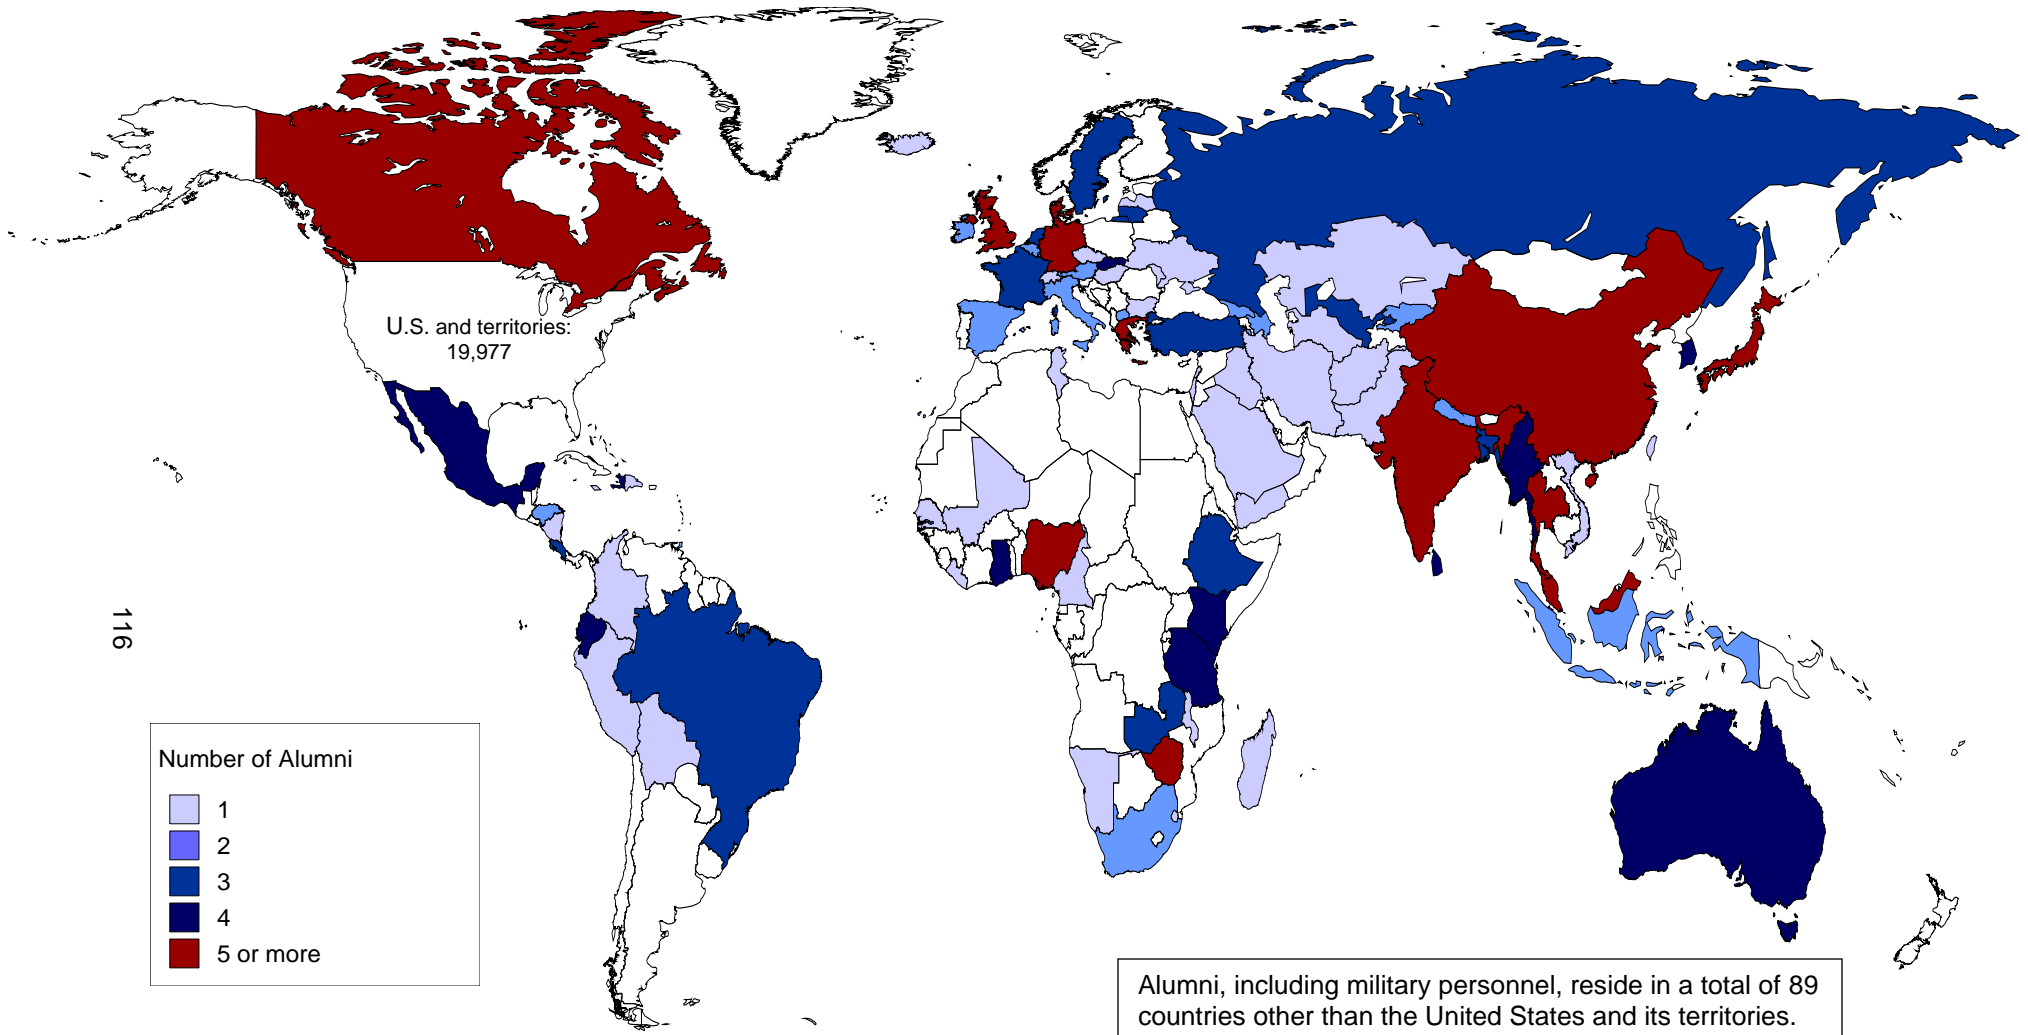 U.S. and territories:
19,977
116
Number of Alumni
1
2
3
4
5 or more
Alumni, including military personnel, reside in a total of 89
countries other than the United States and its territories.